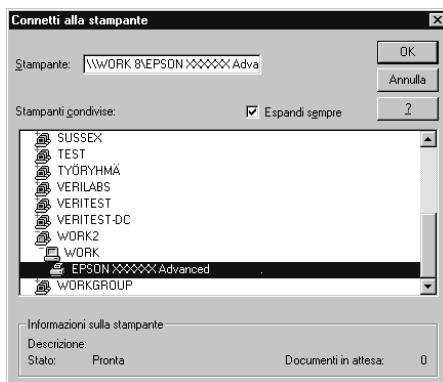 Connetti alla stampante
Stampante: \\WORK 8\EPSON XXXXXX Adva
OK
Annulla
Stampanti condivise:
Espandi sempre
?
SUSSEX
TEST
TYÖRYHMÄ
VERILABS
VERITEST
VERITEST-DC
WORK2
WORK
EPSON XXXXXX Advanced
WORKGROUP
Informazioni sulla stampante
Descrizione:
Stato: Pronta Documenti in attesa: 0